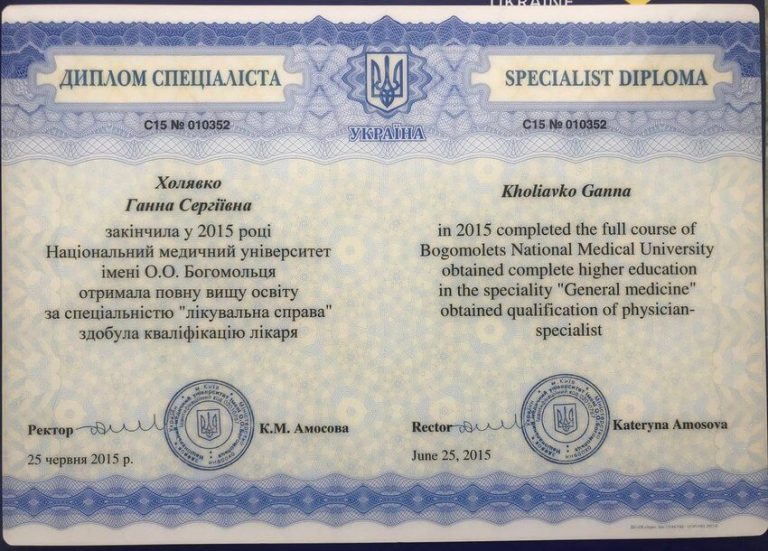 UKRAINE
ДИПЛОМ СПЕЦІАЛІСТА
С15 № 010352
УКРАЇНА
Холявко
Ганна Сергіївна
закінчила у 2015 році
Національний медичний університет
імені О.О. Богомольця
отримала повну вищу освіту
за спеціальністю "лікувальна справа"
здобула кваліфікацію лікаря
Ректор
К.М. Амосова
25 червня 2015 р.
SPECIALIST DIPLOMA
C15 № 010352
Kholiavko Ganna
in 2015 completed the full course of
Bogomolets National Medical University
obtained complete higher education
in the speciality "General medicine"
obtained qualification of physician-
specialist
Rector
Kateryna Amosova
June 25, 2015